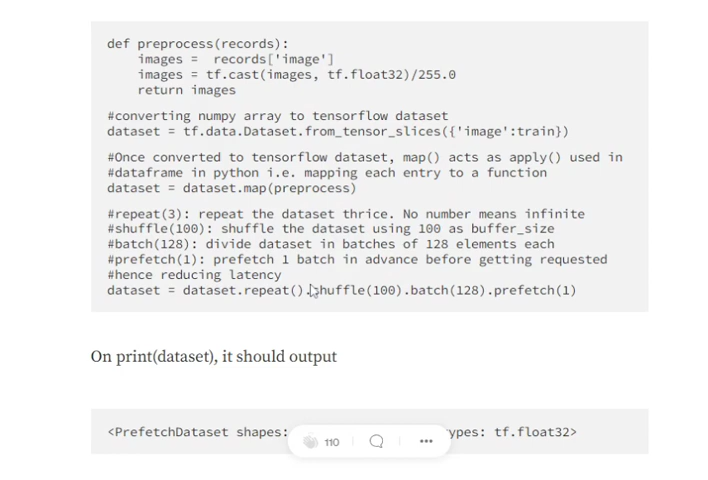 def preprocess(records):
    images =  records['image']
    images = tf.cast(images, tf.float32)/255.0
    return images
#converting numpy array to tensorflow dataset
dataset = tf.data.Dataset.from_tensor_slices({'image':train})
#Once converted to tensorflow dataset, map() acts as apply() used in
#dataframe in python i.e. mapping each entry to a function
dataset = dataset.map(preprocess)
#repeat(3): repeat the dataset thrice. No number means infinite
#shuffle(100): shuffle the dataset using 100 as buffer_size
#batch(128): divide dataset in batches of 128 elements each
#prefetch(1): prefetch 1 batch in advance before getting requested
#hence reducing latency
dataset = dataset.repeat().shuffle(100).batch(128).prefetch(1)
On print(dataset), it should output
<PrefetchDataset shapes: ypes: tf.float32>
110